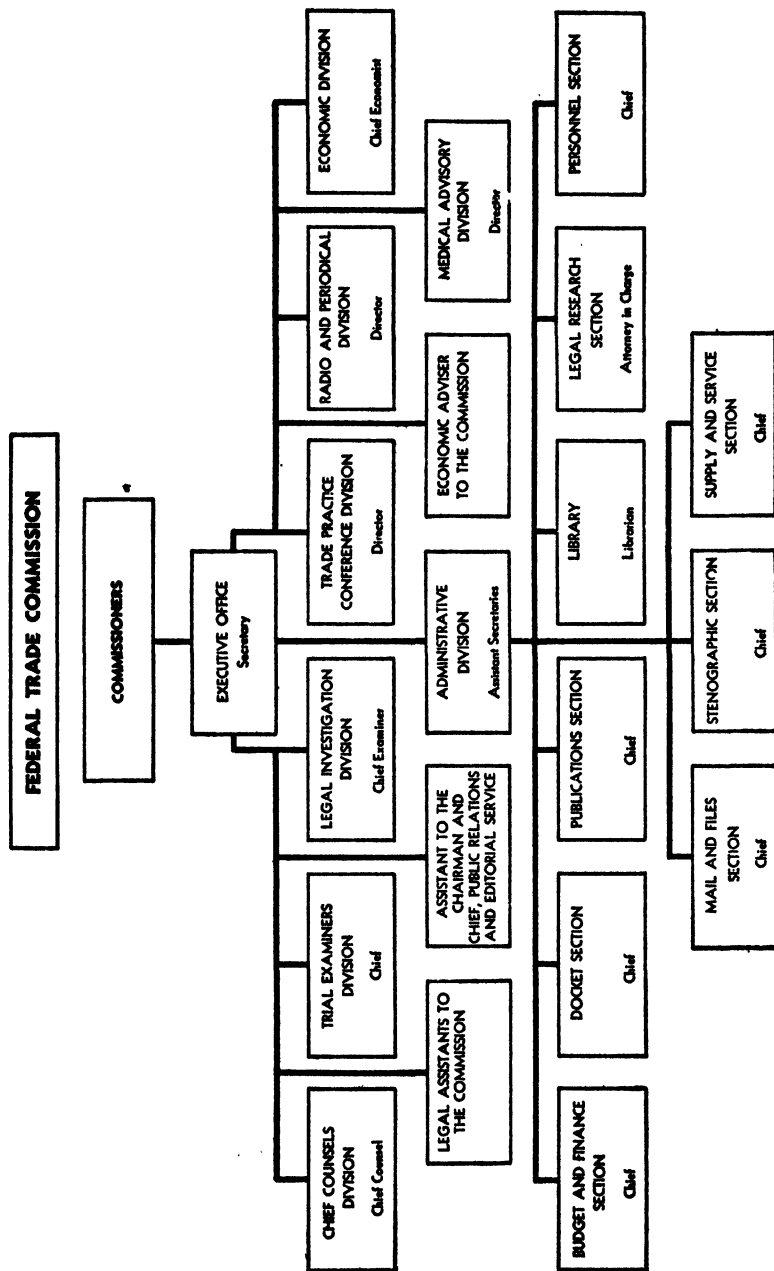 FEDERAL TRADE COMMISSION
COMMISSIONERS
EXECUTIVE OFFICE
Secretary
CHIEF COUNSELS
DIVISION
Chief Counsel
TRIAL EXAMINERS
DIVISION
Chief
LEGAL INVESTIGATION
DIVISION
Chief Examiner
TRADE PRACTICE
CONFERENCE DIVISION
Director
RADIO AND PERIODICAL
DIVISION
Director
ECONOMIC DIVISION
Chief Economist
LEGAL ASSISTANTS TO
THE COMMISSION
ASSISTANT TO THE
CHAIRMAN AND
CHIEF, PUBLIC RELATIONS
AND EDITORIAL SERVICE
ADMINISTRATIVE
DIVISION
Assistant Secretaries
ECONOMIC ADVISER
TO THE COMMISSION
MEDICAL ADVISORY
DIVISION
Director
BUDGET AND FINANCE
SECTION
Chief
DOCKET SECTION
Chief
PUBLICATIONS SECTION
Chief
LIBRARY
Librarian
LEGAL RESEARCH
SECTION
Attorney in Charge
PERSONNEL SECTION
Chief
MAIL AND FILES
SECTION
Chief
STENOGRAPHIC SECTION
Chief
SUPPLY AND SERVICE
SECTION
Chief